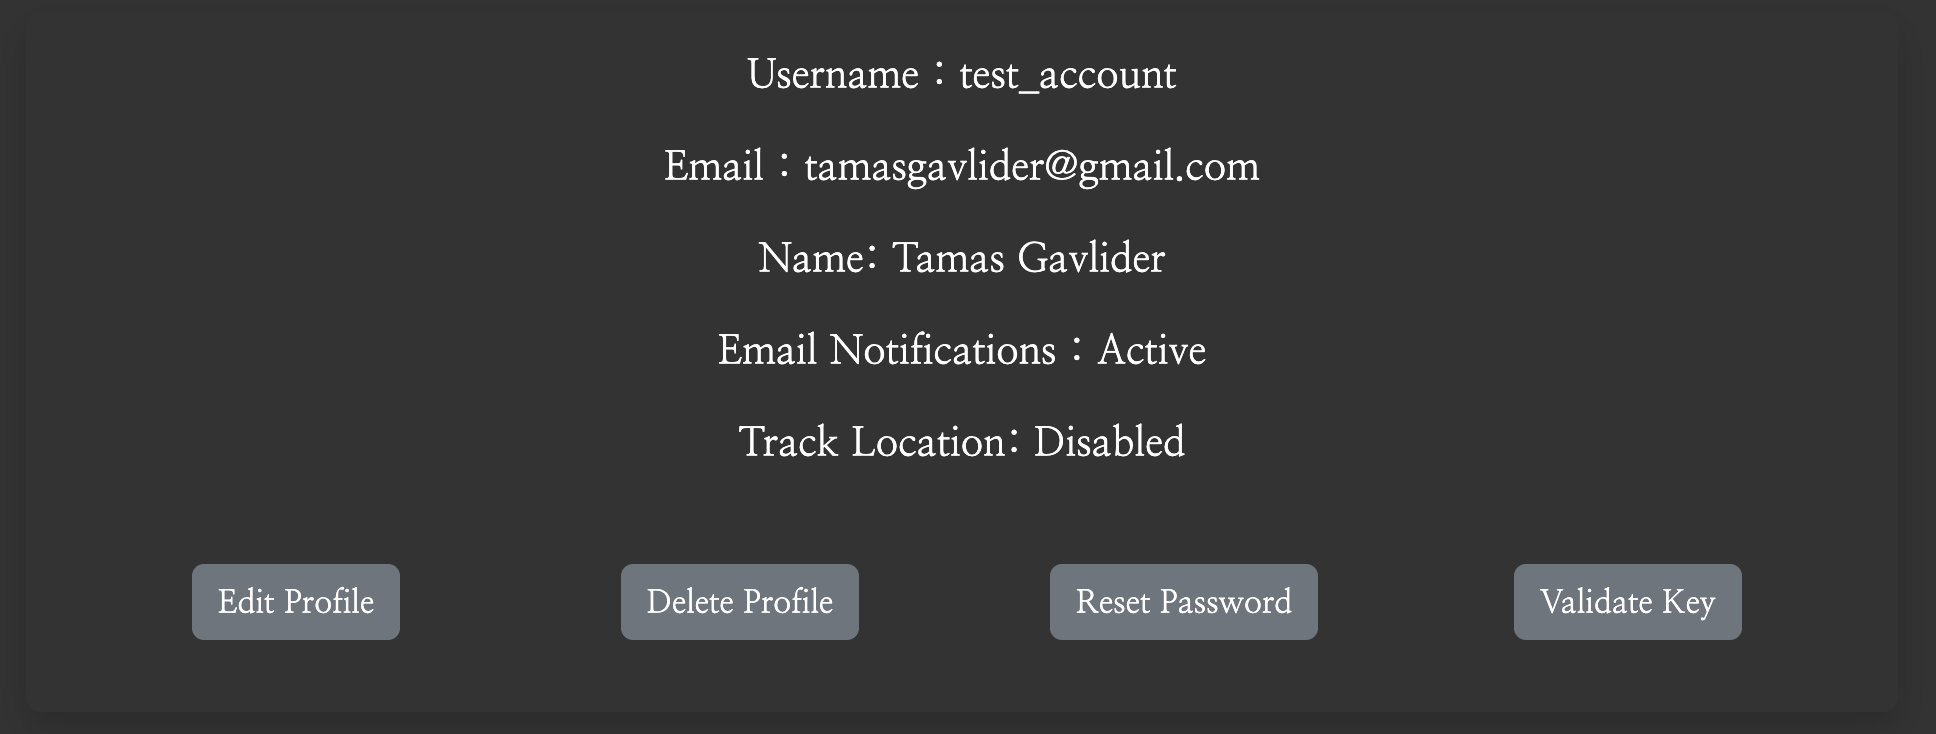 Username : test_account
Email : tamasgavlider@gmail.com
Name: Tamas Gavlider
Email Notifications : Active
Track Location: Disabled
Edit Profile
Delete Profile
Reset Password
Validate Key